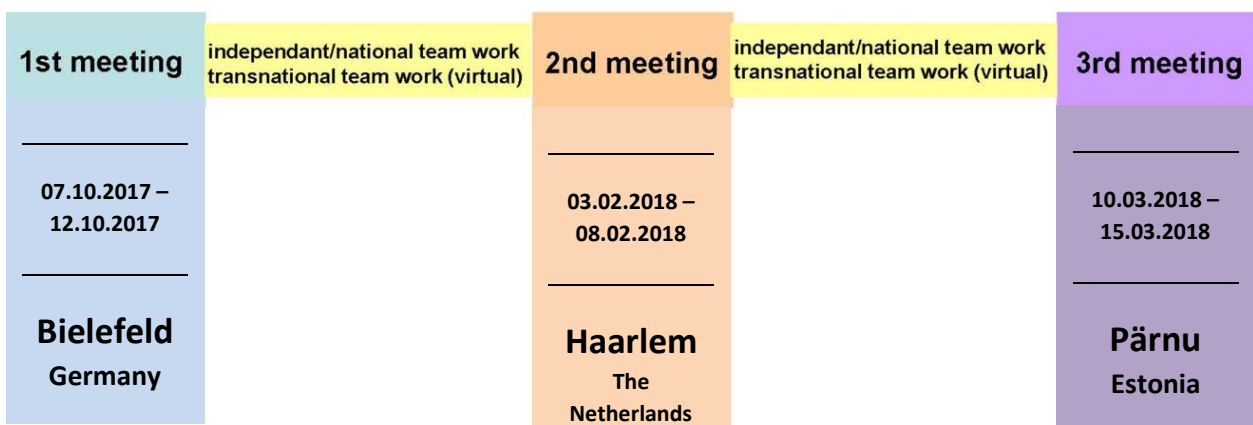 1st meeting
independant/national team work
transnational team work (virtual)
2nd meeting
independant/national team work
transnational team work (virtual)
3rd meeting
07.10.2017 –
12.10.2017
03.02.2018 –
08.02.2018
10.03.2018 –
15.03.2018
Bielefeld
Germany
Haarlem
The
Netherlands
Pärnu
Estonia